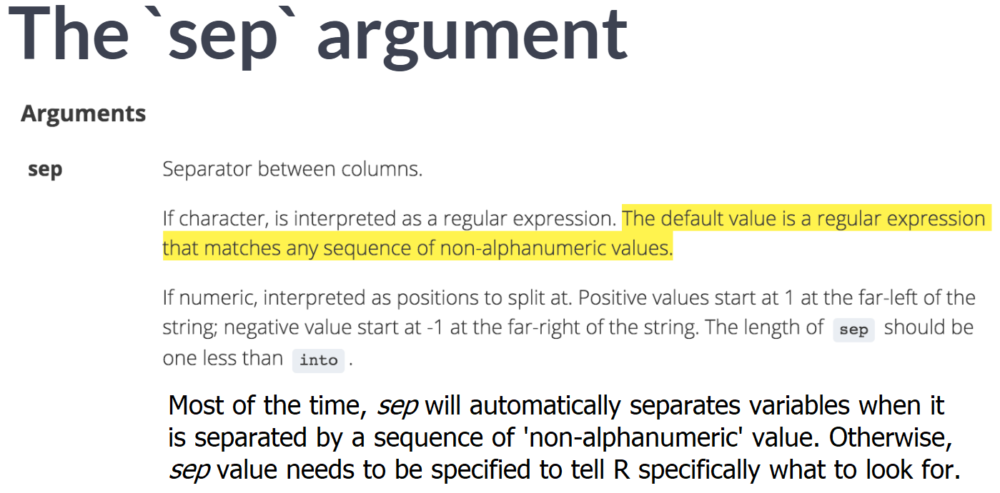 The `sep` argument
Arguments
sep
Separator between columns.
If character, is interpreted as a regular expression. The default value is a regular expression
that matches any sequence of non-alphanumeric values.
If numeric, interpreted as positions to split at. Positive values start at 1 at the far-left of the
string; negative value start at -1 at the far-right of the string. The length of sep should be
one less than into .
Most of the time, sep will automatically separates variables when it
is separated by a sequence of 'non-alphanumeric' value. Otherwise,
sep value needs to be specified to tell R specifically what to look for.